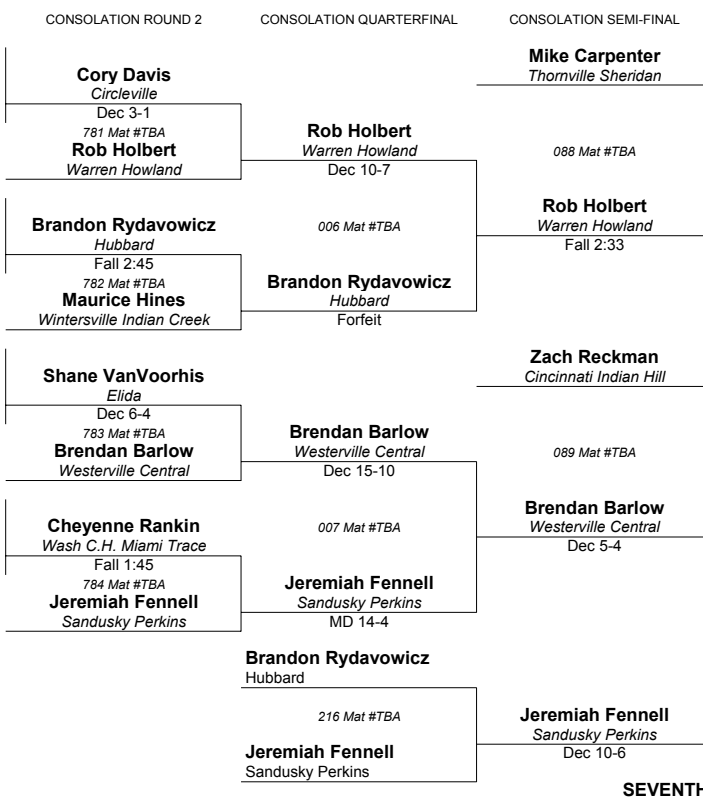 CONSOLATION ROUND 2
CONSOLATION QUARTERFINAL
CONSOLATION SEMI-FINAL
Cory Davis
Circleville
Dec 3-1
781 Mat #TBA
Rob Holbert
Warren Howland
Brandon Rydavowicz
Hubbard
Fall 2:45
782 Mat #TBA
Maurice Hines
Wintersville Indian Creek
Shane VanVoorhis
Elida
Dec 6-4
783 Mat #TBA
Brendan Barlow
Westerville Central
Cheyenne Rankin
Wash C.H. Miami Trace
Fall 1:45
784 Mat #TBA
Jeremiah Fennell
Sandusky Perkins
Rob Holbert
Warren Howland
Dec 10-7
006 Mat #TBA
Brandon Rydavowicz
Hubbard
Forfeit
Brendan Barlow
Westerville Central
Dec 15-10
007 Mat #TBA
Jeremiah Fennell
Sandusky Perkins
MD 14-4
Mike Carpenter
Thornville Sheridan
088 Mat #TBA
Rob Holbert
Warren Howland
Fall 2:33
Zach Reckman
Cincinnati Indian Hill
089 Mat #TBA
Brendan Barlow
Westerville Central
Dec 5-4
Brandon Rydavowicz
Hubbard
216 Mat #TBA
Jeremiah Fennell
Sandusky Perkins
Jeremiah Fennell
Sandusky Perkins
Dec 10-6
SEVENTH